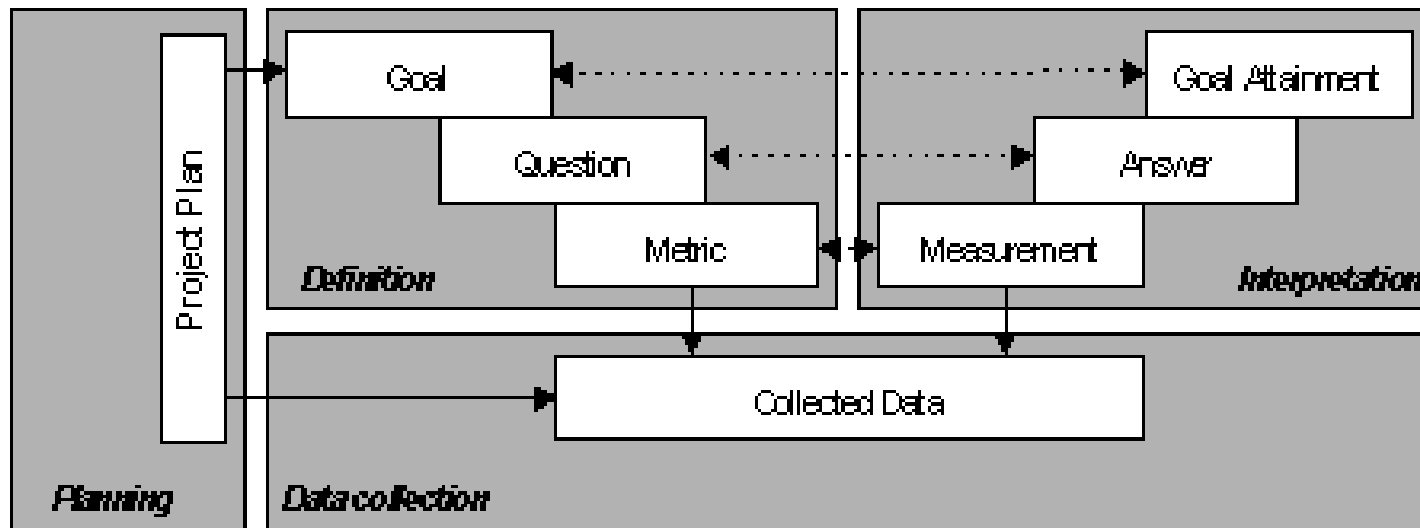 Project Plan
Goal
Goal Attainment
Question
Answer
Metric
Measurement
Definition
Interpretation
Collected Data
Planning
Data collection